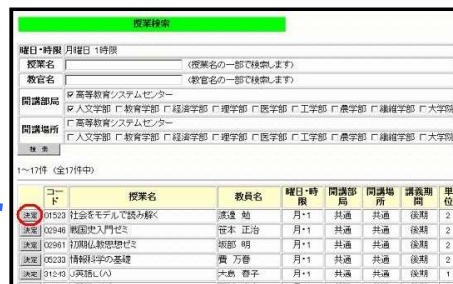 授業検索
曜日・時限 月曜日 1時限
授業名 (授業名の一部で検索します)
教官名 (教官名の一部で検索します)
開講部局 高等教育システムセンター
人文学部 教育学部 経済学部 理学部 医学部 工学部 農学部 繊維学部 大学院
開講場所 高等教育システムセンター
人文学部 教育学部 経済学部 理学部 医学部 工学部 農学部 繊維学部 大学院
検索
1~17件 (全17件中)
コード 授業名 教員名 曜日・時限 開講部局 開講場所 講義期間 単位
決定 01523 社会をモデルで読み解く 渡邉 勉 月・1 共通 共通 後期 2
決定 02946 戦国史入門ゼミ 笹本 正治 月・1 共通 共通 後期 2
決定 02961 初期仏教思想ゼミ 坂部 明 月・1 共通 共通 後期 2
決定 05233 情報科学の基礎 費 万春 月・1 共通 共通 後期 2
決定 31243 J英語L(A) 大島 春子 月・1 共通 共通 後期 1